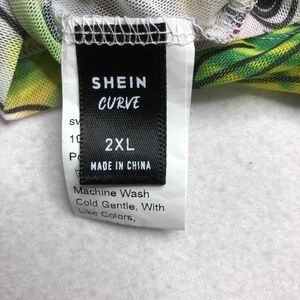 SHEIN
CURVE
2XL
MADE IN CHINA
Machine Wash
Cold Gentle, With
Like Colors,